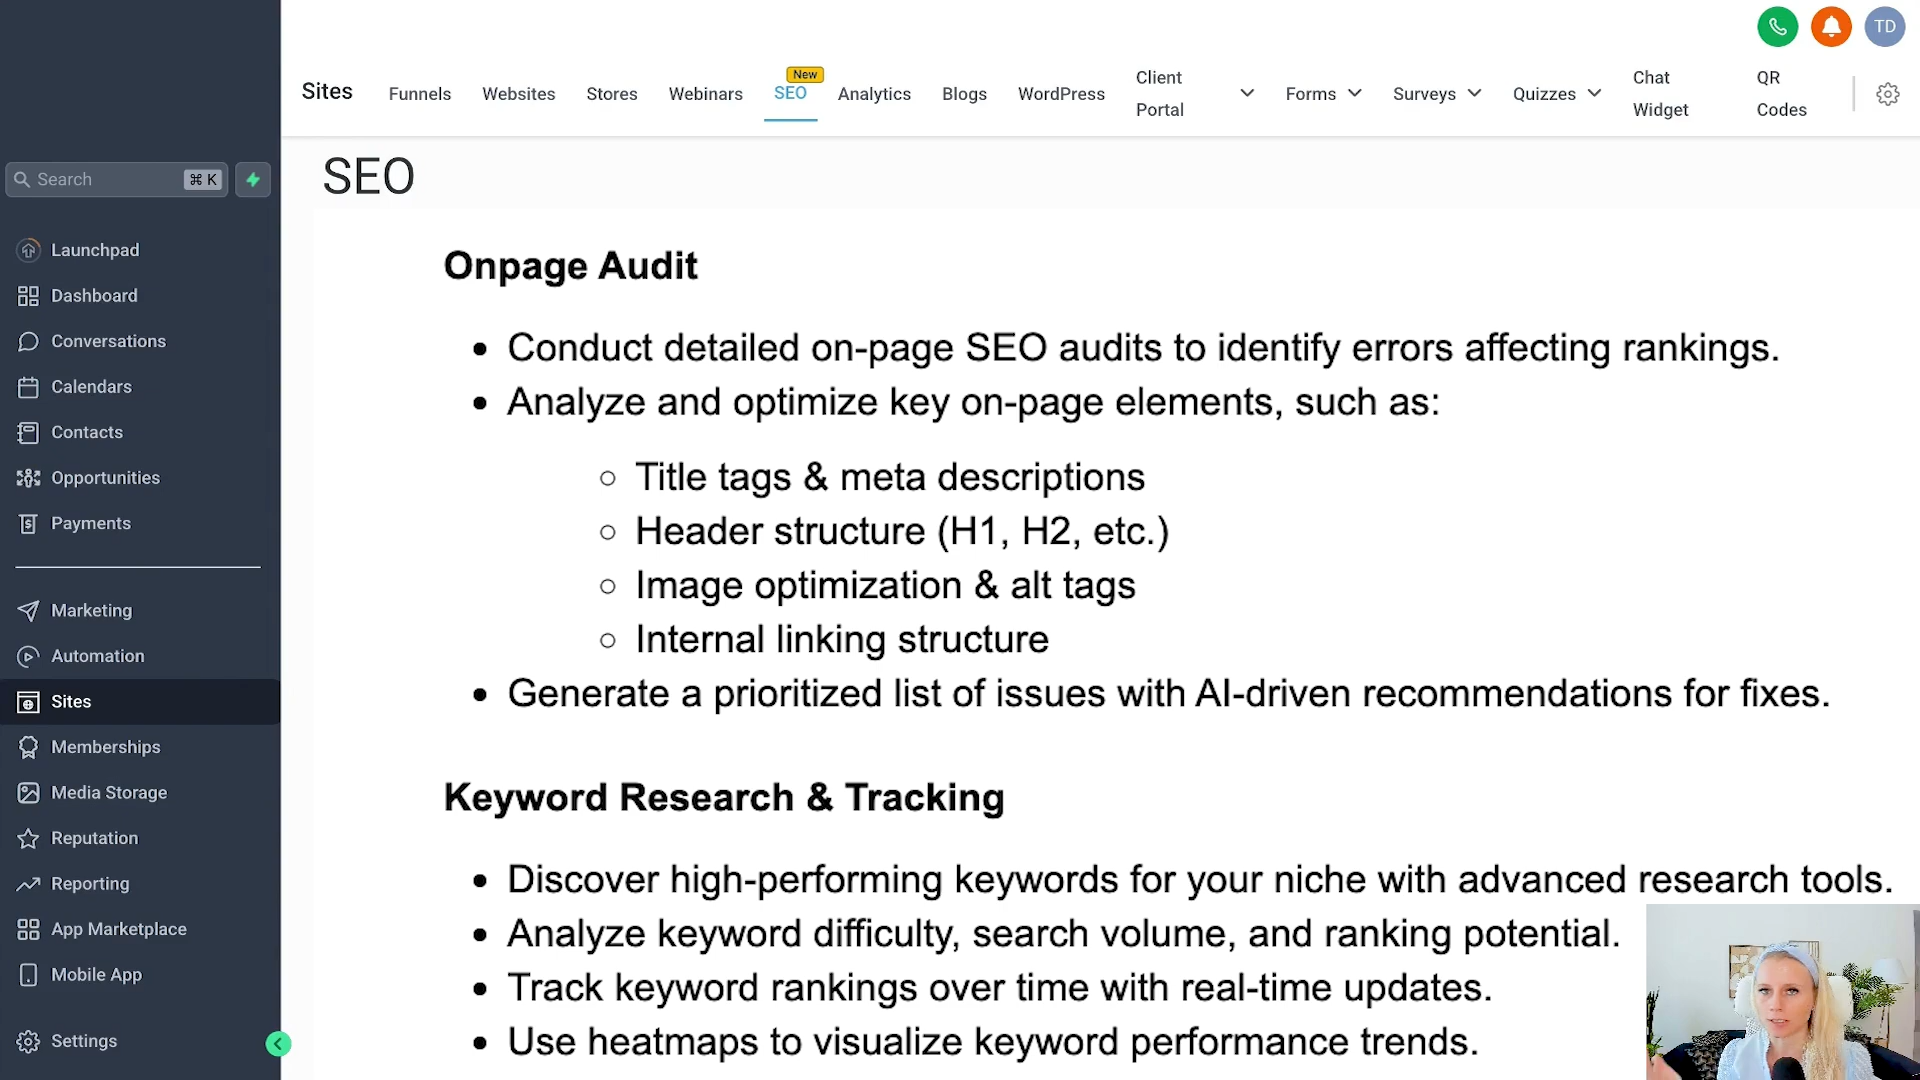 TD
Sites
Funnels
Websites
Stores
Webinars
New
SEO
Analytics
Blogs
WordPress
Client
Portal
Forms
Surveys
Quizzes
Chat
Widget
QR
Codes
Search
⌘ K
Launchpad
Dashboard
Conversations
Calendars
Contacts
Opportunities
Payments
Marketing
Automation
Sites
Memberships
Media Storage
Reputation
Reporting
App Marketplace
Mobile App
Settings
SEO
Onpage Audit
• Conduct detailed on-page SEO audits to identify errors affecting rankings.
• Analyze and optimize key on-page elements, such as:
○ Title tags & meta descriptions
○ Header structure (H1, H2, etc.)
○ Image optimization & alt tags
○ Internal linking structure
• Generate a prioritized list of issues with AI-driven recommendations for fixes.
Keyword Research & Tracking
• Discover high-performing keywords for your niche with advanced research tools.
• Analyze keyword difficulty, search volume, and ranking potential.
• Track keyword rankings over time with real-time updates.
• Use heatmaps to visualize keyword performance trends.